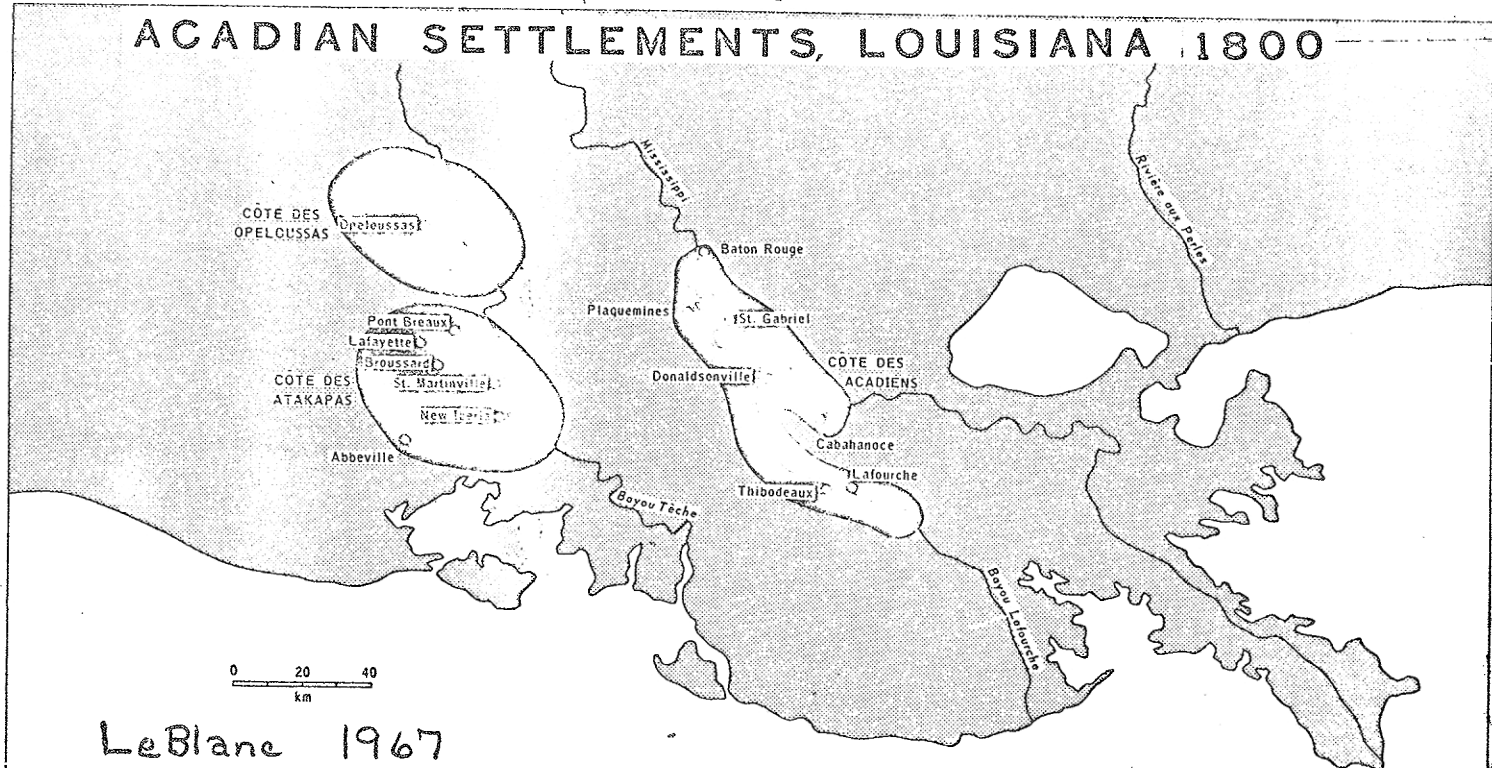 ACADIAN SETTLEMENTS, LOUISIANA 1800
Mississippi
Rivière aux Perles
CÔTE DES
OPELOUSSAS
Opeloussas
Baton Rouge
Plaquemines
St. Gabriel
Pont Breaux
Lafayette
Broussard
St. Martinville
New Iberia
CÔTE DES
ATAKAPAS
Abbeville
Donaldsonville
CÔTE DES
ACADIENS
Cabahanoce
Lafourche
Thibodeaux
Bayou Têche
Bayou Lafourche
0 20 40
km
LeBlanc 1967